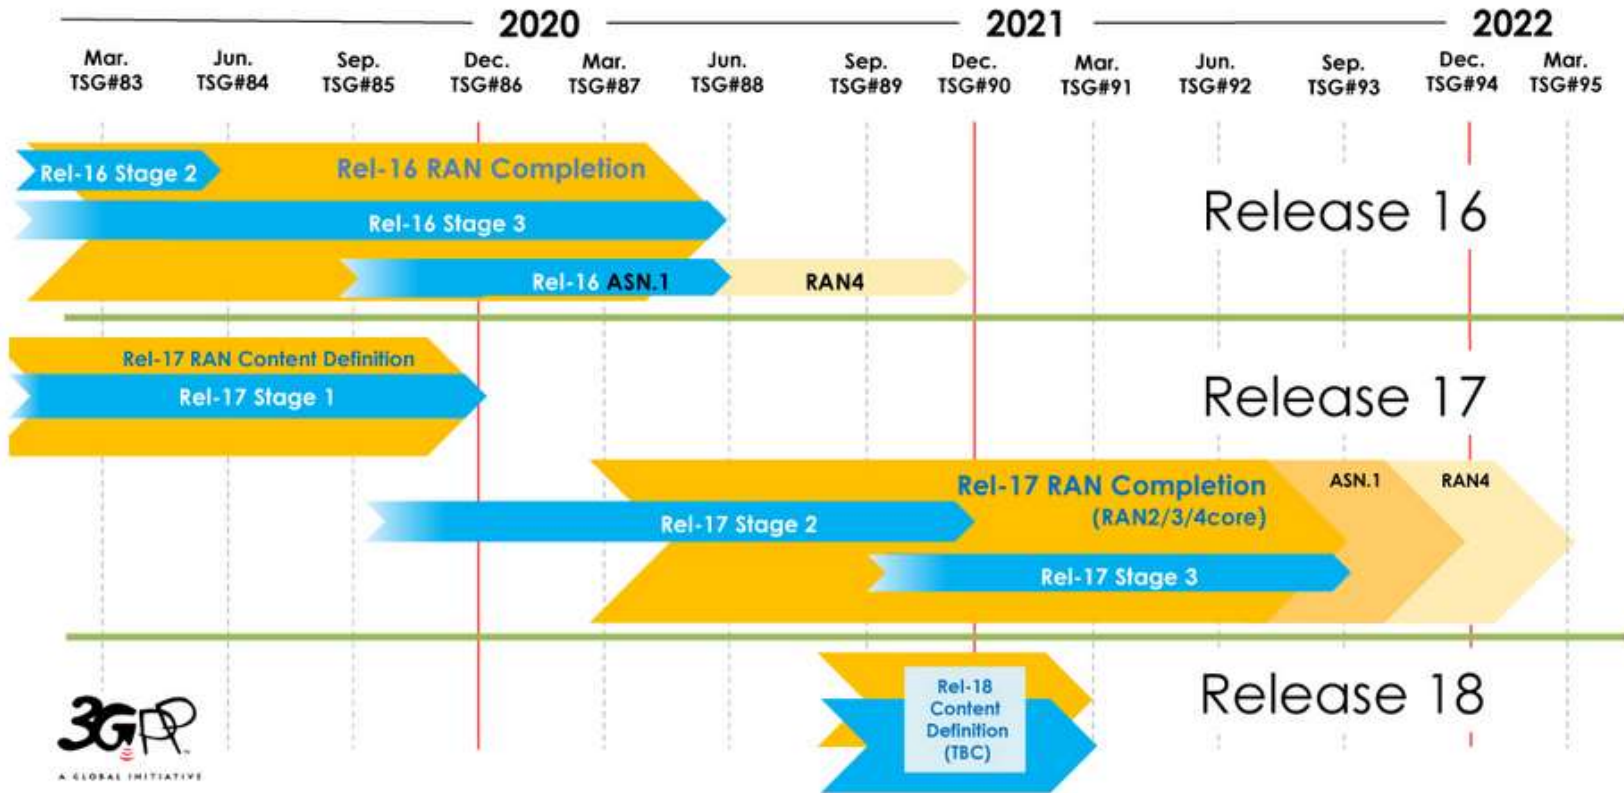 2020 2021 2022
Mar. Jun. Sep. Dec. Mar. Jun. Sep. Dec. Mar. Jun. Sep. Dec. Mar.
TSG#83 TSG#84 TSG#85 TSG#86 TSG#87 TSG#88 TSG#89 TSG#90 TSG#91 TSG#92 TSG#93 TSG#94 TSG#95
Rel-16 RAN Completion
Rel-16 Stage 2
Release 16
Rel-16 Stage 3
Rel-16 ASN.1
RAN4
Rel-17 RAN Content Definition
Rel-17 Stage 1
Release 17
Rel-17 RAN Completion
(RAN2/3/4core)
ASN.1
RAN4
Rel-17 Stage 2
Rel-17 Stage 3
Rel-18
Content
Definition
(TBC)
Release 18
3GPP
TM
A GLOBAL INITIATIVE